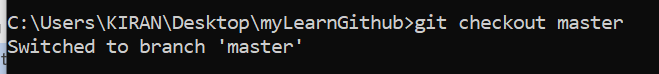 C:\Users\KIRAN\Desktop\myLearnGithub>git checkout master
Switched to branch 'master'